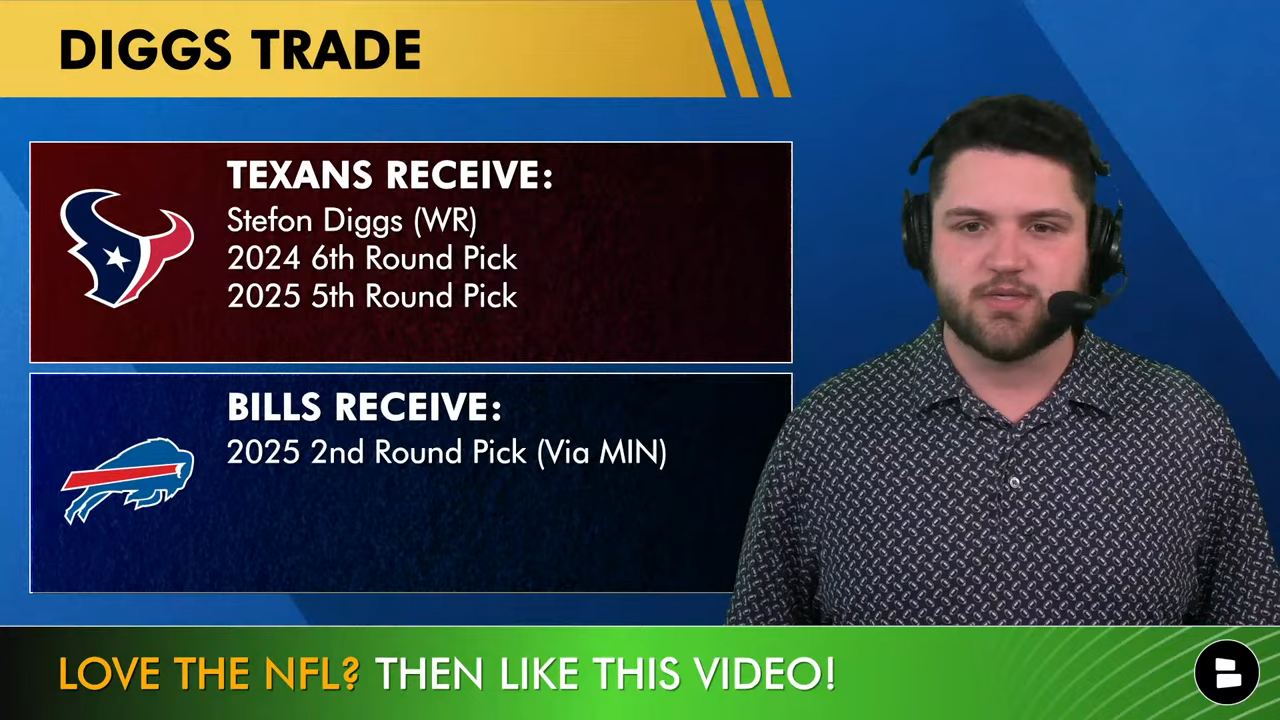 DIGGS TRADE
TEXANS RECEIVE:
Stefon Diggs (WR)
2024 6th Round Pick
2025 5th Round Pick
BILLS RECEIVE:
2025 2nd Round Pick (Via MIN)
LOVE THE NFL? THEN LIKE THIS VIDEO!